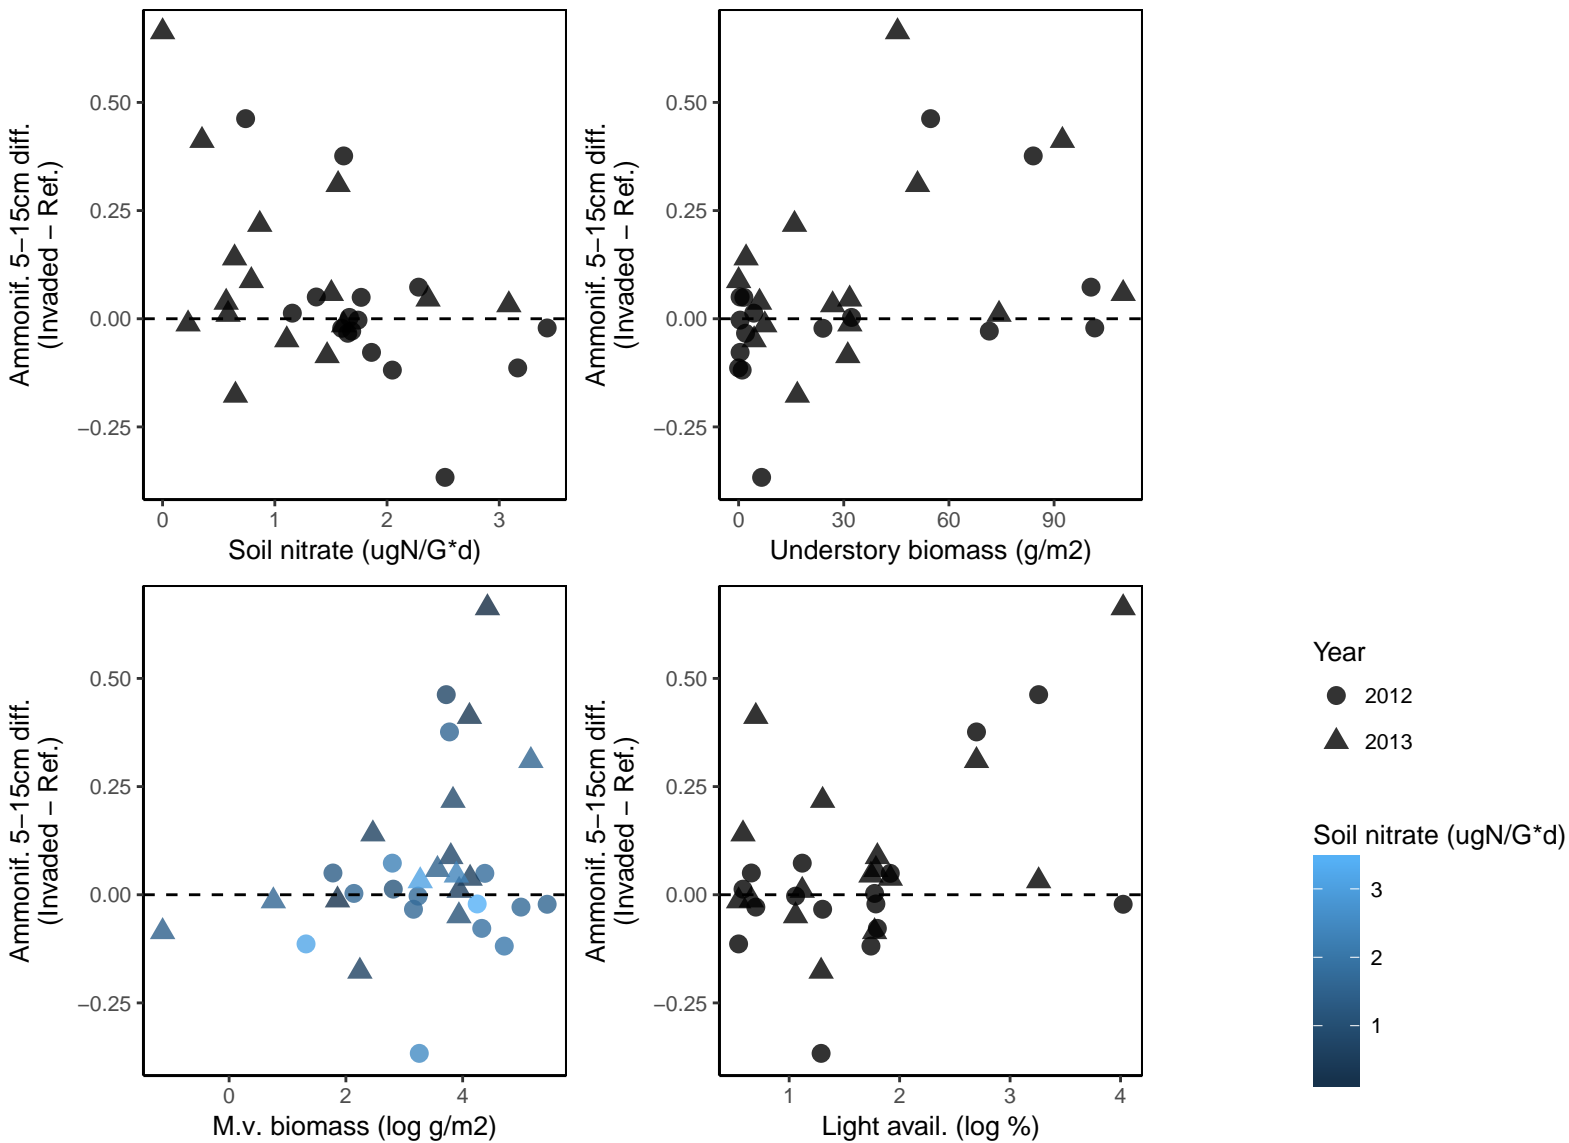 Ammonif. 5−15cm diff.
(Invaded − Ref.)
0.50
0.25
0.00
−0.25
0 1 2 3
Soil nitrate (ugN/G*d)
Ammonif. 5−15cm diff.
(Invaded − Ref.)
0.50
0.25
0.00
−0.25
0 30 60 90
Understory biomass (g/m2)
Ammonif. 5−15cm diff.
(Invaded − Ref.)
0.50
0.25
0.00
−0.25
0 2 4
M.v. biomass (log g/m2)
Ammonif. 5−15cm diff.
(Invaded − Ref.)
0.50
0.25
0.00
−0.25
1 2 3 4
Light avail. (log %)
Year
2012
2013
Soil nitrate (ugN/G*d)
3
2
1